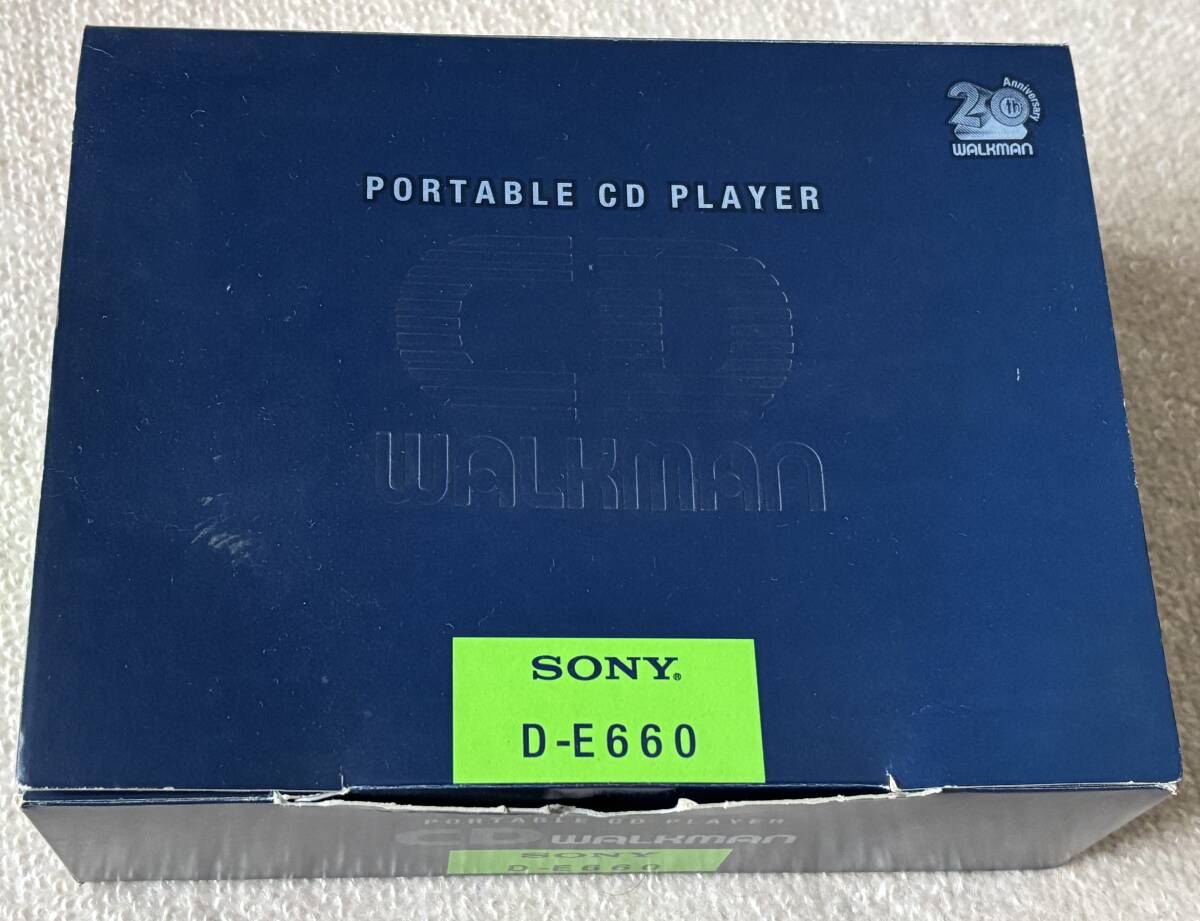 20th Anniversary
WALKMAN
PORTABLE CD PLAYER
CD
WALKMAN
SONY®
D-E660
PORTABLE CD PLAYER
CD WALKMAN
SONY
D-E660